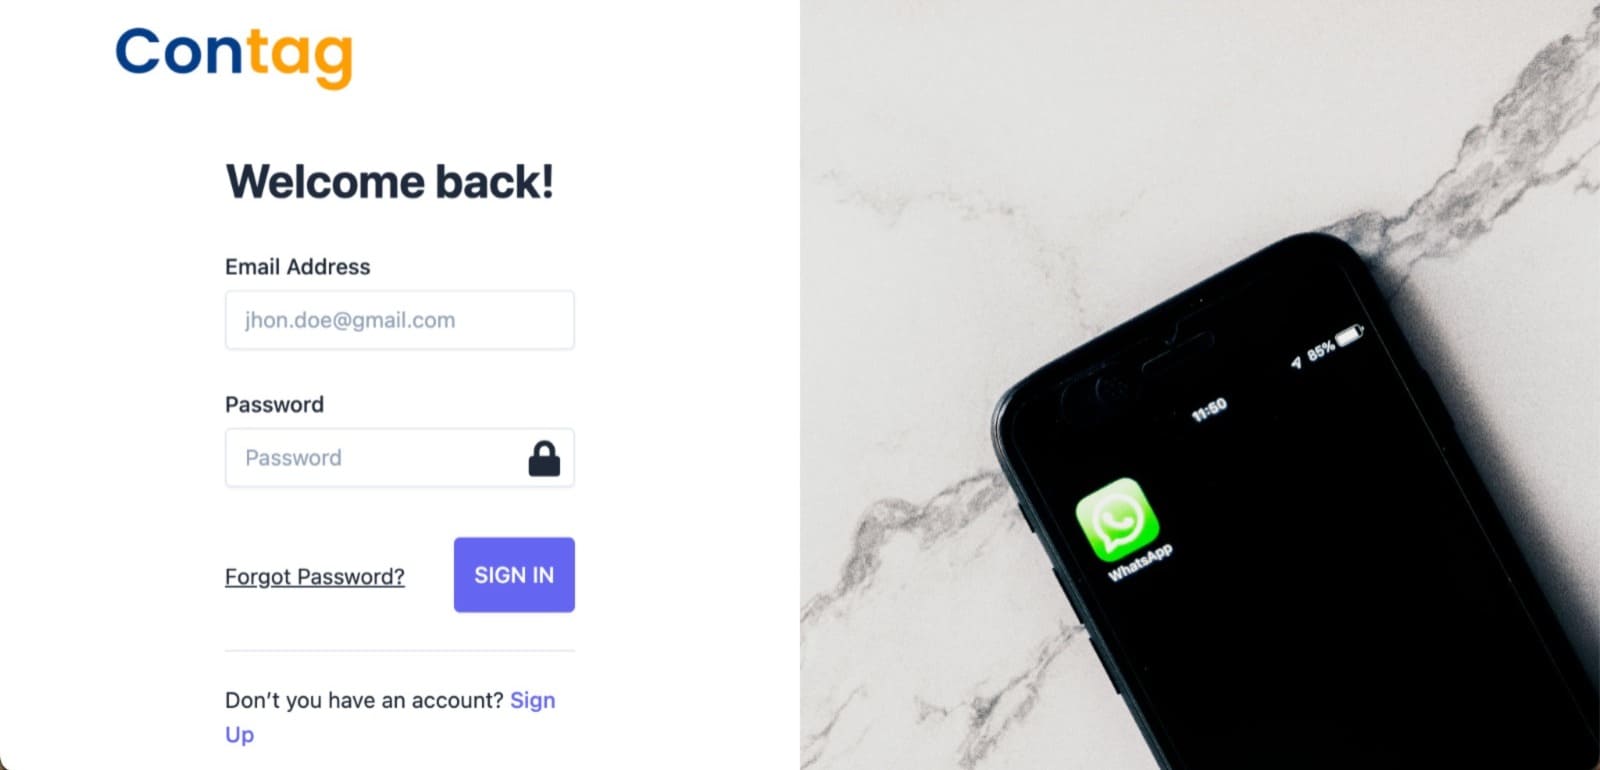 Contag
Welcome back!
Email Address
jhon.doe@gmail.com
Password
Password
Forgot Password?
SIGN IN
Don’t you have an account? Sign
Up
85%
11:50
WhatsApp